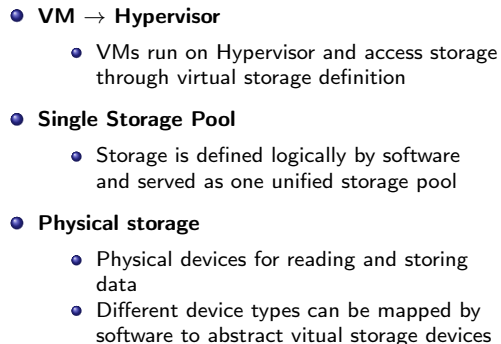 VM → Hypervisor
VMs run on Hypervisor and access storage
through virtual storage definition
Single Storage Pool
Storage is defined logically by software
and served as one unified storage pool
Physical storage
Physical devices for reading and storing
data
Different device types can be mapped by
software to abstract vitual storage devices